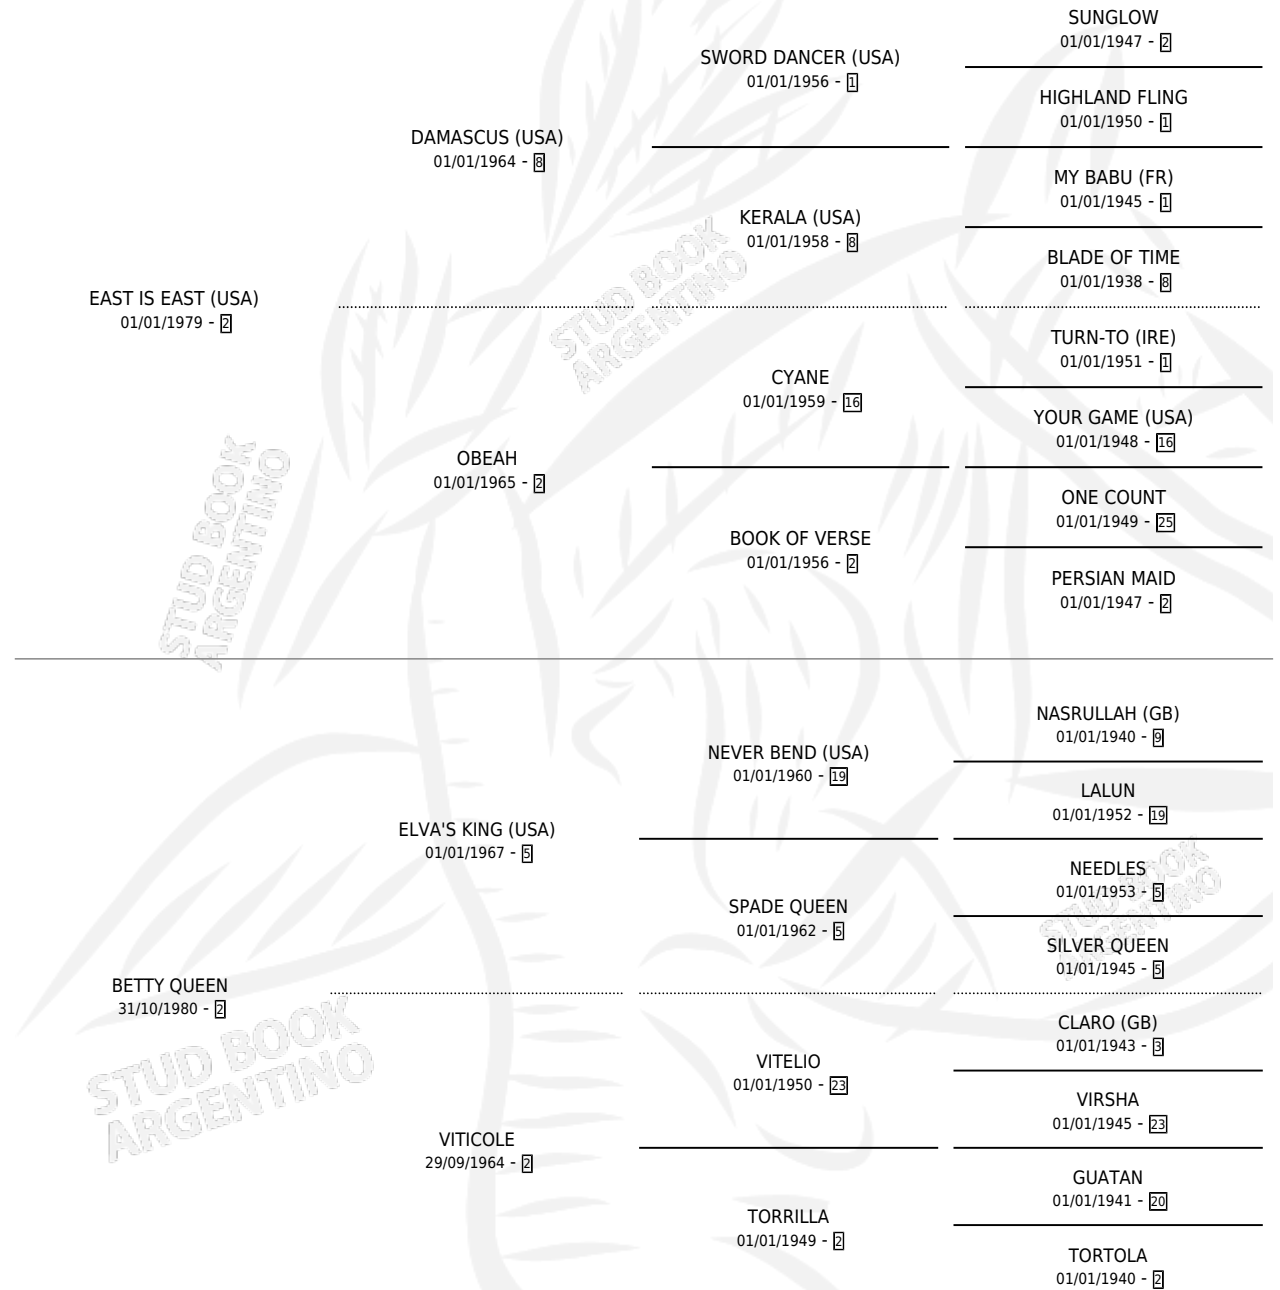 SUNGLOW
01/01/1947 - 2
SWORD DANCER (USA)
01/01/1956 - 1
HIGHLAND FLING
01/01/1950 - 1
DAMASCUS (USA)
01/01/1964 - 8
MY BABU (FR)
01/01/1945 - 1
KERALA (USA)
01/01/1958 - 8
BLADE OF TIME
01/01/1938 - 8
EAST IS EAST (USA)
01/01/1979 - 2
TURN-TO (IRE)
01/01/1951 - 1
CYANE
01/01/1959 - 16
YOUR GAME (USA)
01/01/1948 - 16
OBEAH
01/01/1965 - 2
ONE COUNT
01/01/1949 - 25
BOOK OF VERSE
01/01/1956 - 2
PERSIAN MAID
01/01/1947 - 2
NASRULLAH (GB)
01/01/1940 - 9
NEVER BEND (USA)
01/01/1960 - 19
LALUN
01/01/1952 - 19
ELVA'S KING (USA)
01/01/1967 - 5
NEEDLES
01/01/1953 - 5
SPADE QUEEN
01/01/1962 - 5
SILVER QUEEN
01/01/1945 - 5
BETTY QUEEN
31/10/1980 - 2
CLARO (GB)
01/01/1943 - 3
VITELIO
01/01/1950 - 23
VIRSHA
01/01/1945 - 23
VITICOLE
29/09/1964 - 2
GUATAN
01/01/1941 - 20
TORRILLA
01/01/1949 - 2
TORTOLA
01/01/1940 - 2
STUD BOOK
ARGENTINO
STUD BOOK
ARGENTINO
STUD BOOK
ARGENTINO
STUD BOOK
ARGENTINO